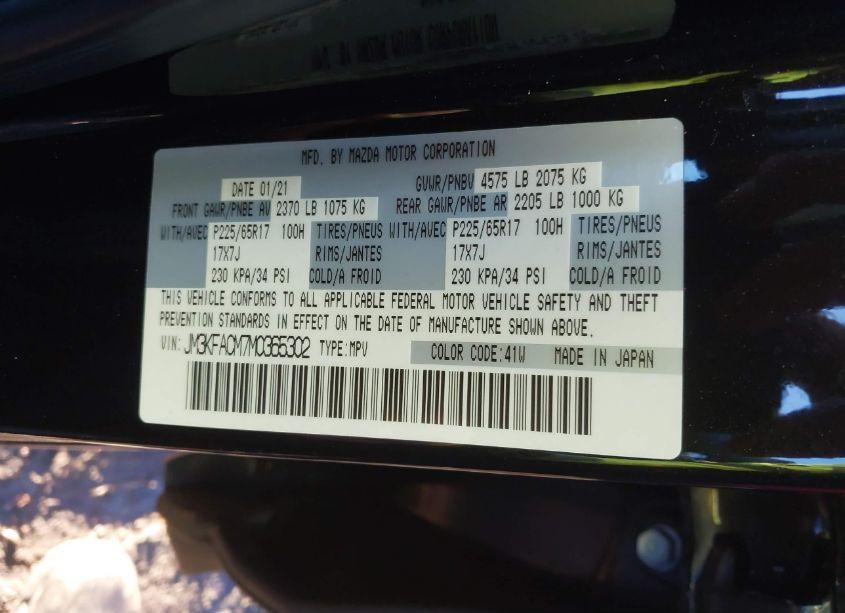 MFD. BY MAZDA MOTOR CORPORATION
DATE 01/21 GVWR/PNBV 4575 LB 2075 KG
FRONT GAWR/PNBE AV 2370 LB 1075 KG REAR GAWR/PNBE AR 2205 LB 1000 KG
WITH/AVEC P225/65R17 100H TIRES/PNEUS WITH/AVEC P225/65R17 100H TIRES/PNEUS
17X7J RIMS/JANTES 17X7J RIMS/JANTES
230 KPA/34 PSI COLD/A FROID 230 KPA/34 PSI COLD/A FROID
THIS VEHICLE CONFORMS TO ALL APPLICABLE FEDERAL MOTOR VEHICLE SAFETY AND THEFT
PREVENTION STANDARDS IN EFFECT ON THE DATE OF MANUFACTURE SHOWN ABOVE.
VIN: JM3KFACM7M0365302 TYPE:MPV COLOR CODE:41W MADE IN JAPAN